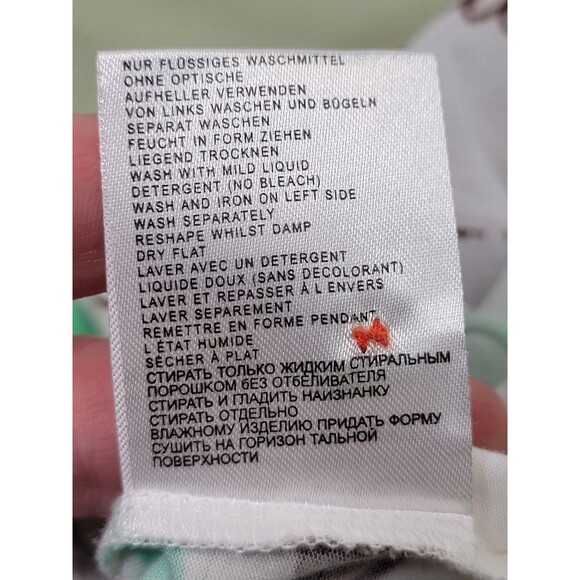 NUR FLÜSSIGES WASCHMITTEL
OHNE OPTISCHE
AUFHELLER VERWENDEN
VON LINKS WASCHEN UND BÜGELN
SEPARAT WASCHEN
FEUCHT IN FORM ZIEHEN
LIEGEND TROCKNEN
WASH WITH MILD LIQUID
DETERGENT (NO BLEACH)
WASH AND IRON ON LEFT SIDE
WASH SEPARATELY
RESHAPE WHILST DAMP
DRY FLAT
LAVER AVEC UN DETERGENT
LIQUIDE DOUX (SANS DECOLORANT)
LAVER ET REPASSER À L ENVERS
LAVER SEPAREMENT
REMETTRE EN FORME PENDANT
L'ÉTAT HUMIDE
SÉCHER À PLAT
СТИРАТЬ ТОЛЬКО ЖИДКИМ СТИРАЛЬНЫМ
ПОРОШКОМ БЕЗ ОТбЕЛИВАТЕЛЯ
СТИРАТЬ И ГЛАДИТЬ НАИЗНАНКУ
СТИРАТЬ ОТДЕЛЬНО
ВЛАЖНОМУ ИЗДЕЛИЮ ПРИДАТЬ ФОРМУ
СУШИТЬ НА ГОРИЗОН ТАЛЬНОЙ
ПОВЕРХНОСТИ